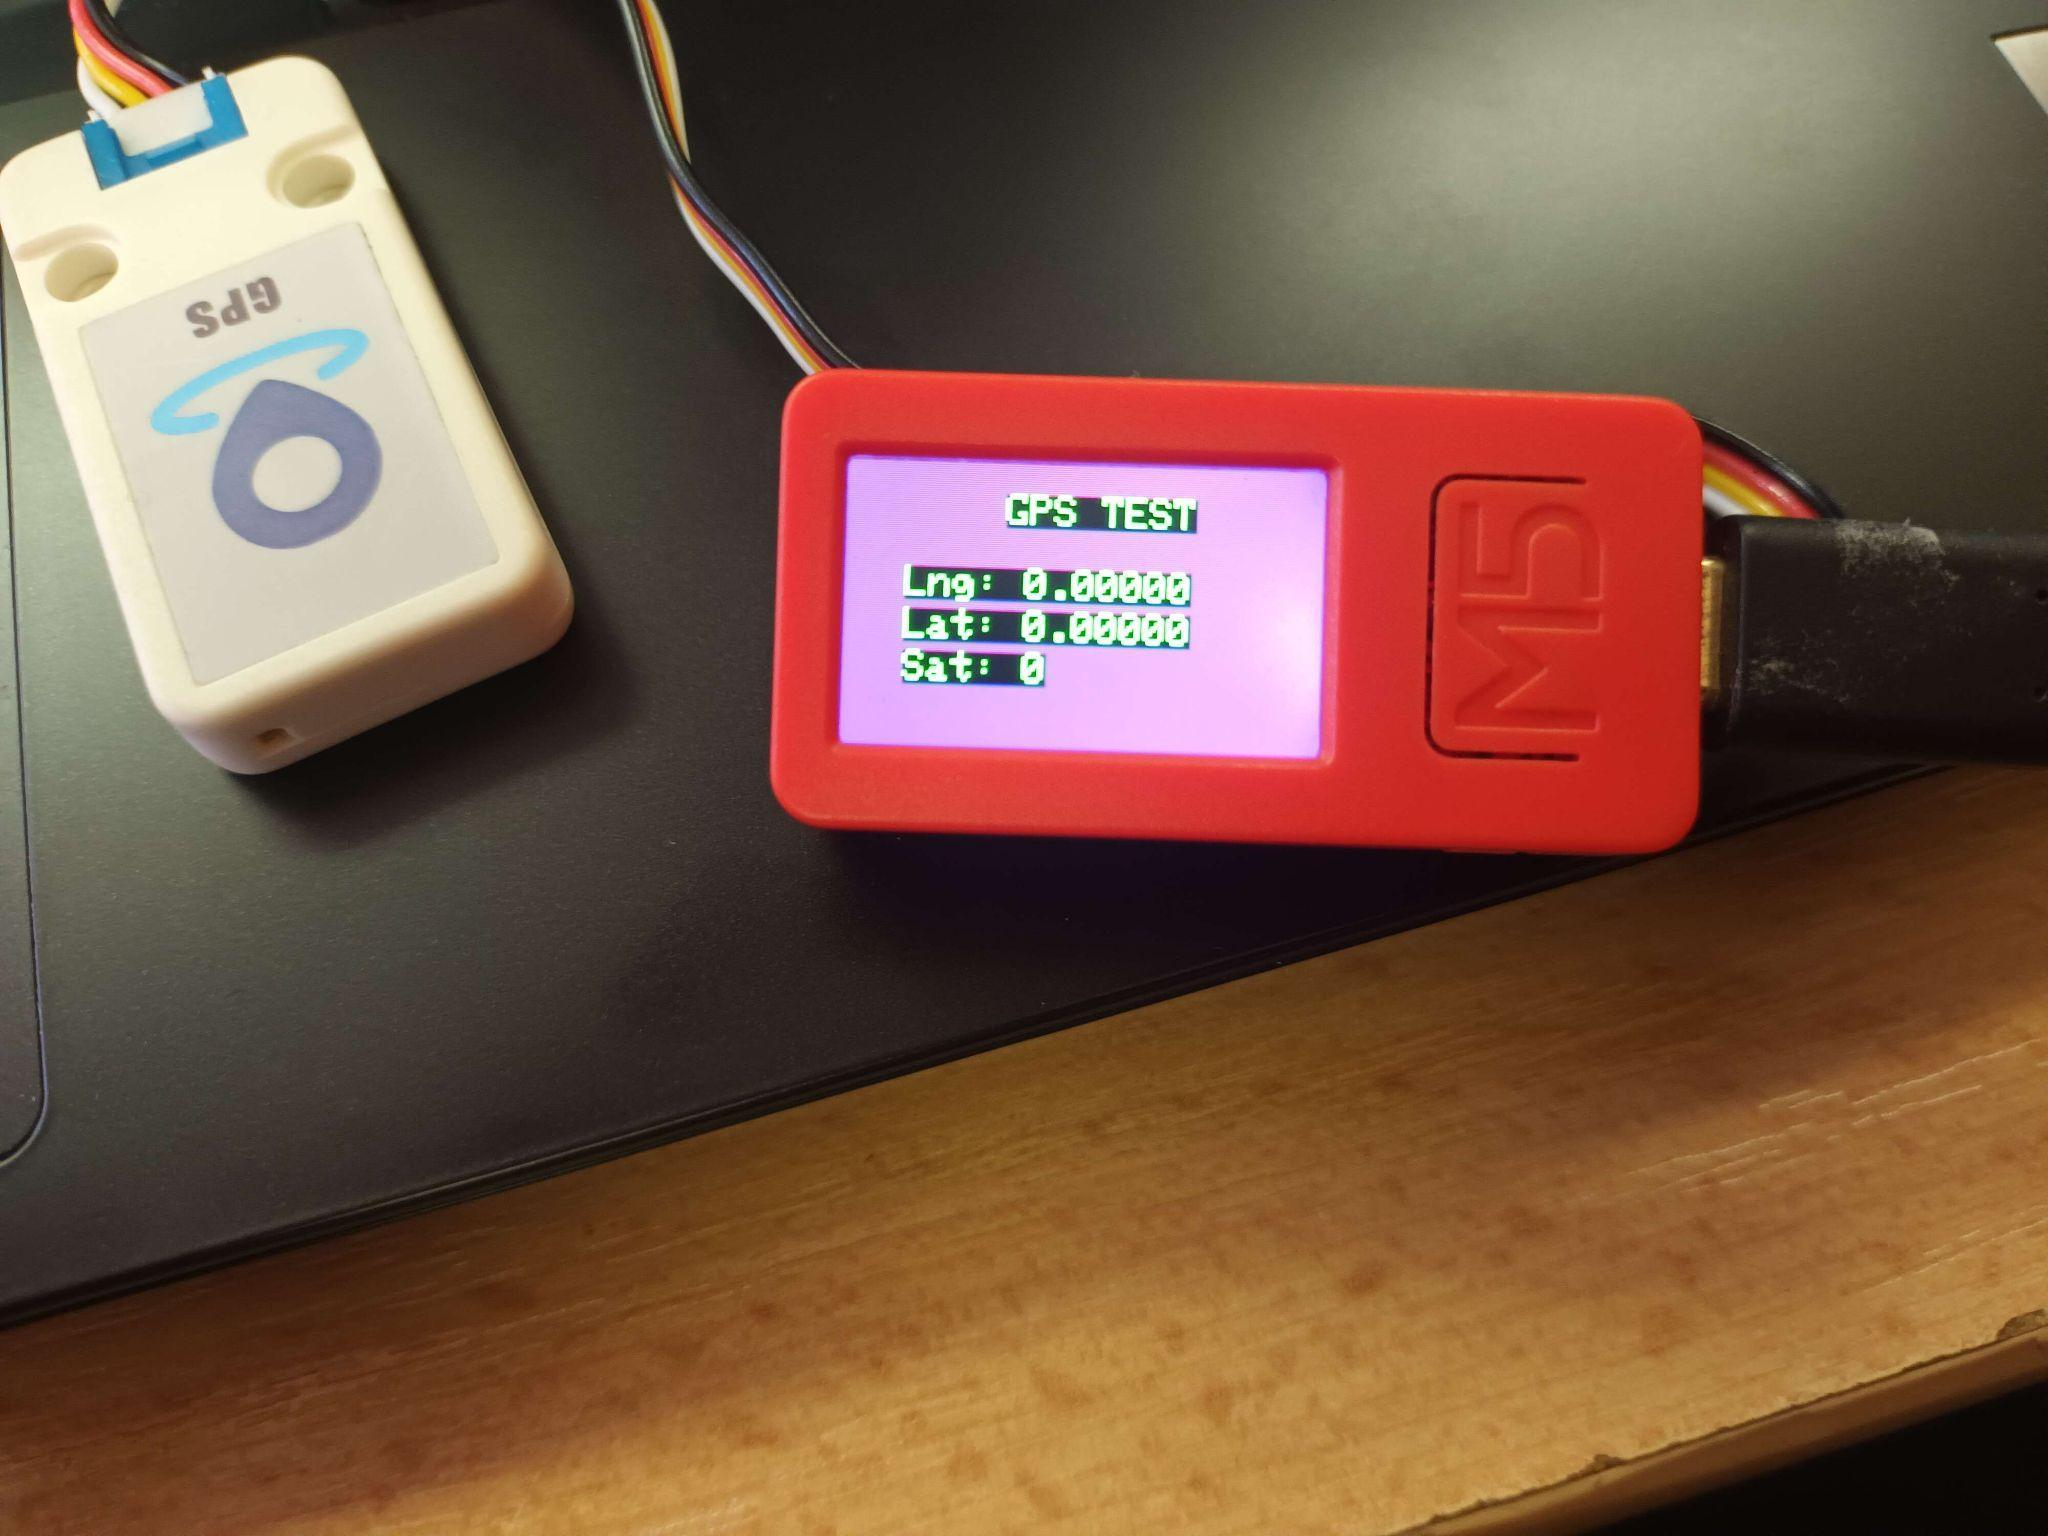 GPS
GPS TEST
Lng: 0.00000
Lat: 0.00000
Sat: 0
M5